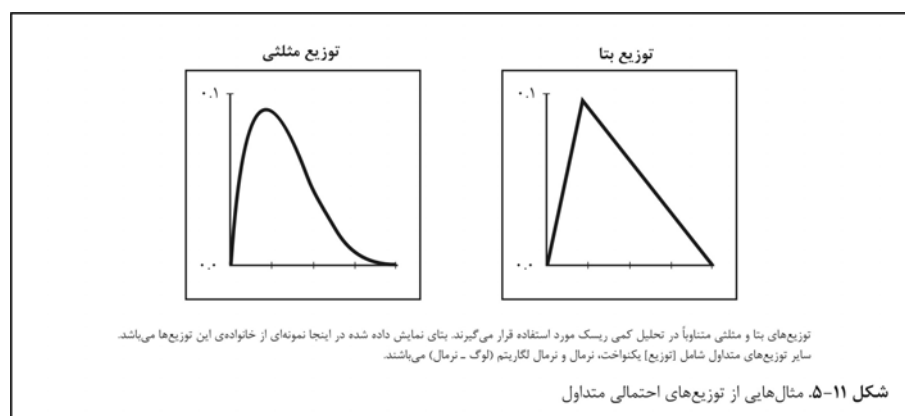 توزیع بتا
۰.۱
۰.۰
توزیع مثلثی
۰.۱
۰.۰
توزیع‌های بتا و مثلثی متناوباً در تحلیل کمی ریسک مورد استفاده قرار می‌گیرند. بتای نمایش داده شده در اینجا نمونه‌ای از خانواده‌ی این توزیع‌ها می‌باشد.
سایر توزیع‌های متداول شامل [توزیع] یکنواخت، نرمال و نرمال لگاریتم (لوگ ـ نرمال) می‌باشند.
شکل ۱۱-۵. مثال‌هایی از توزیع‌های احتمالی متداول